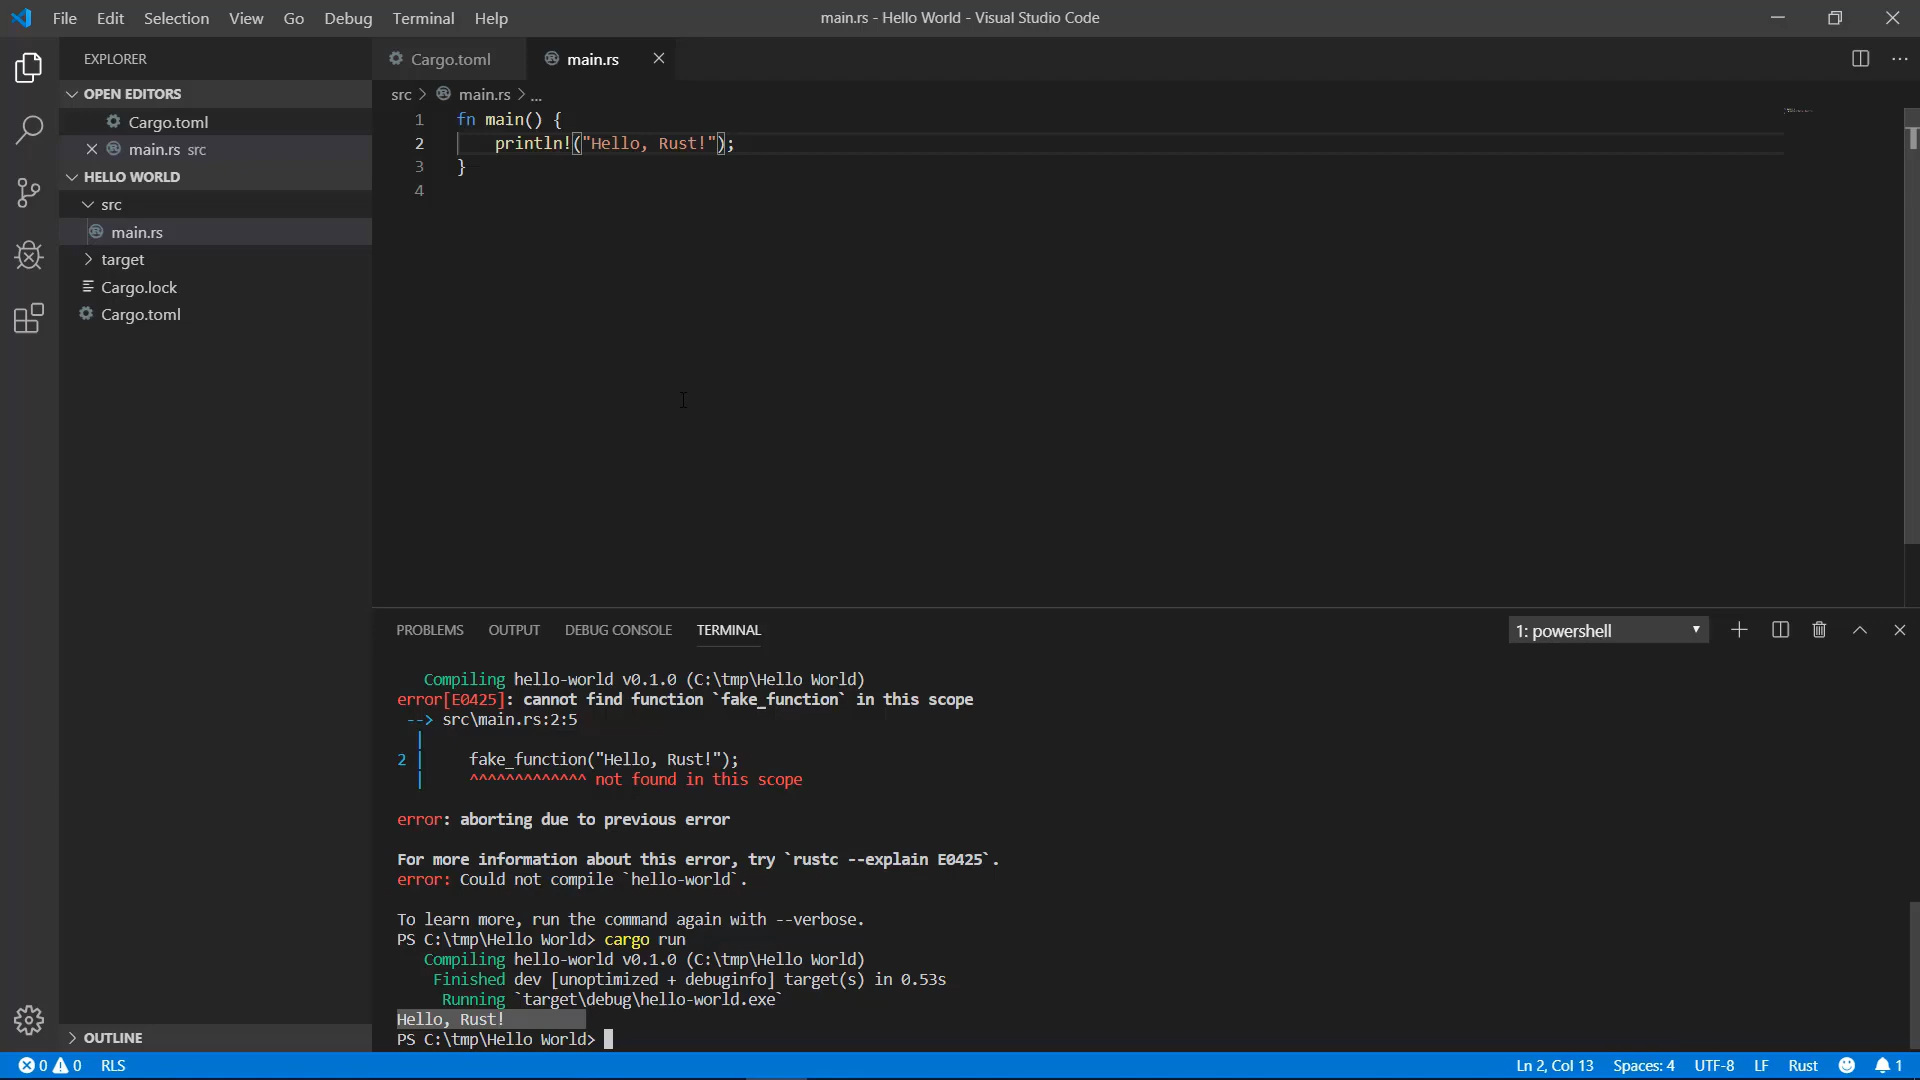 File Edit Selection View Go Debug Terminal Help
main.rs - Hello World - Visual Studio Code
EXPLORER
OPEN EDITORS
Cargo.toml
main.rs src
HELLO WORLD
src
main.rs
target
Cargo.lock
Cargo.toml
OUTLINE
Cargo.toml
main.rs
src > main.rs > ...
1 fn main() {
2 println!("Hello, Rust!");
3 }
4
PROBLEMS OUTPUT DEBUG CONSOLE TERMINAL
1: powershell
Compiling hello-world v0.1.0 (C:\tmp\Hello World)
error[E0425]: cannot find function `fake_function` in this scope
--> src\main.rs:2:5
|
2 | fake_function("Hello, Rust!");
| ^^^^^^^^^^^^^ not found in this scope
error: aborting due to previous error
For more information about this error, try `rustc --explain E0425`.
error: Could not compile `hello-world`.
To learn more, run the command again with --verbose.
PS C:\tmp\Hello World> cargo run
Compiling hello-world v0.1.0 (C:\tmp\Hello World)
Finished dev [unoptimized + debuginfo] target(s) in 0.53s
Running `target\debug\hello-world.exe`
Hello, Rust!
PS C:\tmp\Hello World>
0 0 RLS
Ln 2, Col 13 Spaces: 4 UTF-8 LF Rust 1